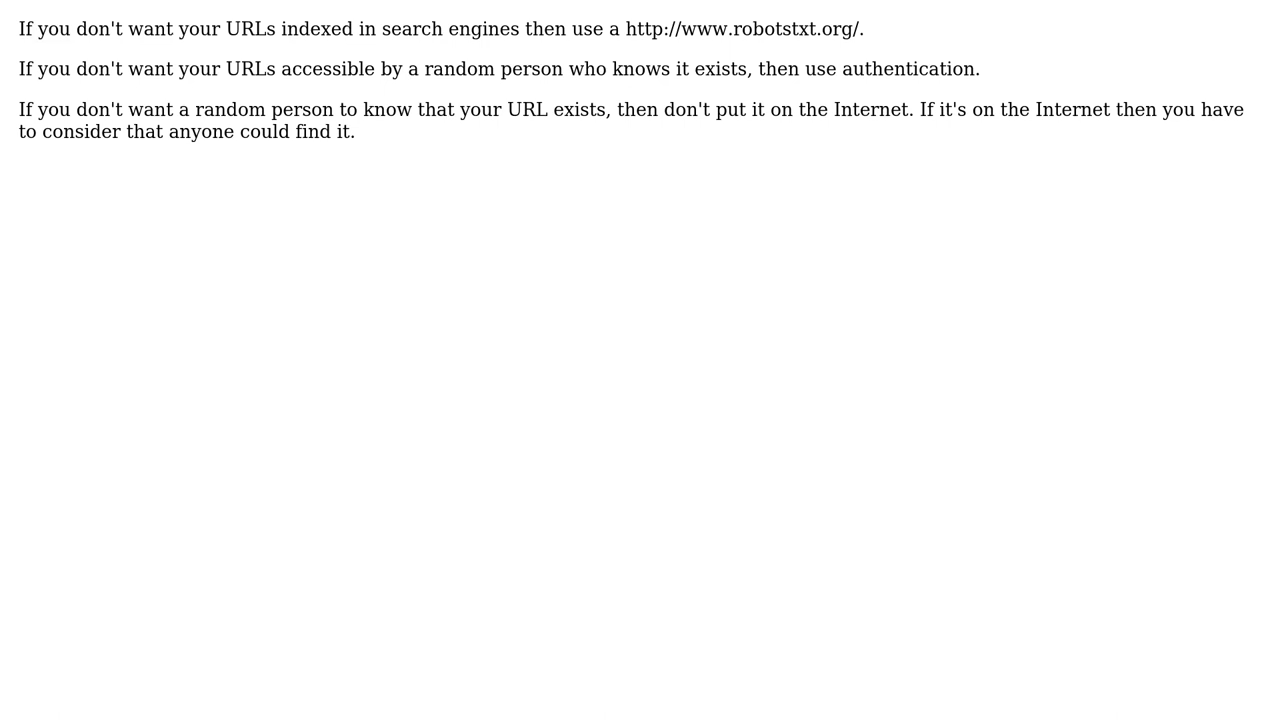 If you don't want your URLs indexed in search engines then use a http://www.robotstxt.org/.
If you don't want your URLs accessible by a random person who knows it exists, then use authentication.
If you don't want a random person to know that your URL exists, then don't put it on the Internet. If it's on the Internet then you have
to consider that anyone could find it.